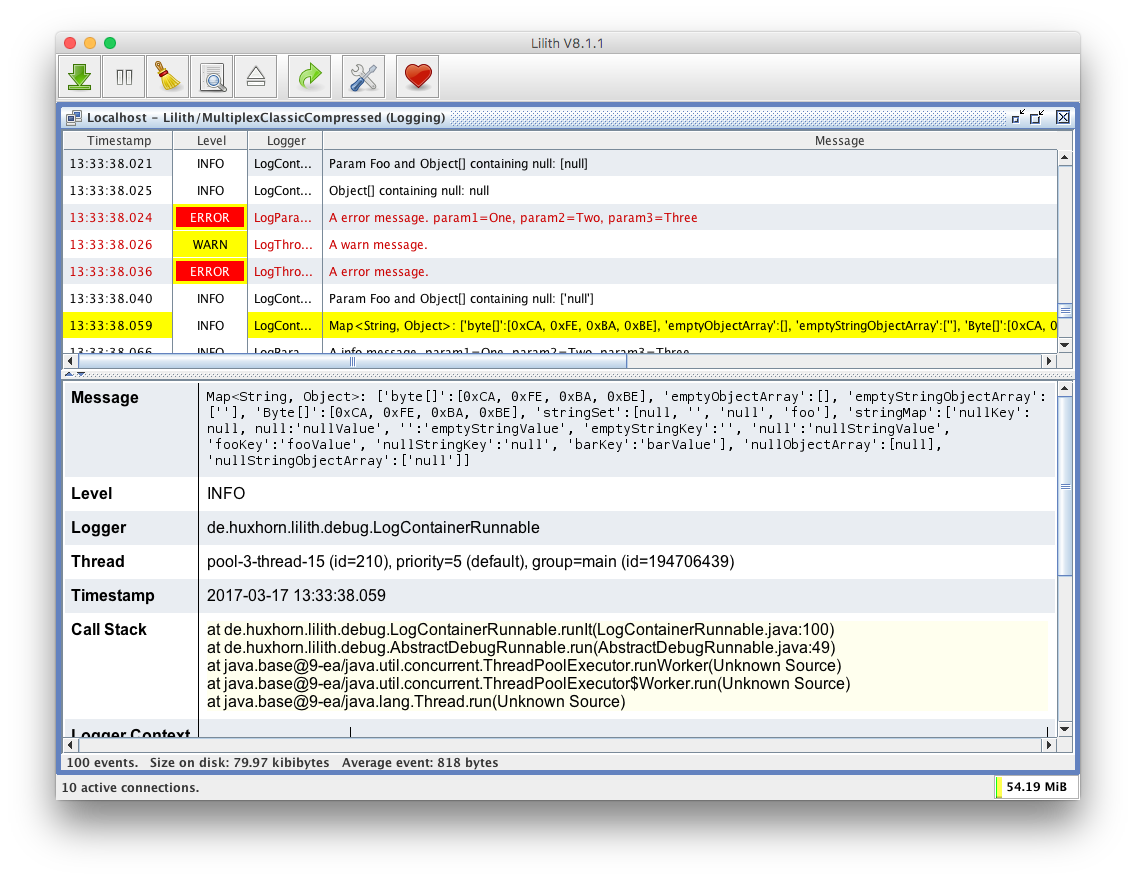 Lilith V8.1.1
Localhost – Lilith/MultiplexClassicCompressed (Logging)
Timestamp Level Logger Message
13:33:38.021 INFO LogCont... Param Foo and Object[] containing null: [null]
13:33:38.025 INFO LogCont... Object[] containing null: null
13:33:38.024 ERROR LogPara... A error message. param1=One, param2=Two, param3=Three
13:33:38.026 WARN LogThro... A warn message.
13:33:38.036 ERROR LogThro... A error message.
13:33:38.040 INFO LogCont... Param Foo and Object[] containing null: ['null']
13:33:38.059 INFO LogCont... Map<String, Object>: ['byte[]':[0xCA, 0xFE, 0xBA, 0xBE], 'emptyObjectArray':[], 'emptyStringObjectArray':[''], 'Byte[]':[0xCA, 0
13:33:38.066 INFO LogPara... A info message. param1=One, param2=Two, param3=Three
Message Map<String, Object>: ['byte[]':[0xCA, 0xFE, 0xBA, 0xBE], 'emptyObjectArray':[], 'emptyStringObjectArray':
[''], 'Byte[]':[0xCA, 0xFE, 0xBA, 0xBE], 'stringSet':[null, '', 'null', 'foo'], 'stringMap':['nullKey':
null, null:'nullValue', '':'emptyStringValue', 'emptyStringKey':'', 'null':'nullStringValue',
'fooKey':'fooValue', 'nullStringKey':'null', 'barKey':'barValue'], 'nullObjectArray':[null],
'nullStringObjectArray':['null']]
Level INFO
Logger de.huxhorn.lilith.debug.LogContainerRunnable
Thread pool-3-thread-15 (id=210), priority=5 (default), group=main (id=194706439)
Timestamp 2017-03-17 13:33:38.059
Call Stack at de.huxhorn.lilith.debug.LogContainerRunnable.runIt(LogContainerRunnable.java:100)
at de.huxhorn.lilith.debug.AbstractDebugRunnable.run(AbstractDebugRunnable.java:49)
at java.base@9-ea/java.util.concurrent.ThreadPoolExecutor.runWorker(Unknown Source)
at java.base@9-ea/java.util.concurrent.ThreadPoolExecutor$Worker.run(Unknown Source)
at java.base@9-ea/java.lang.Thread.run(Unknown Source)
Logger Context
100 events. Size on disk: 79.97 kibibytes Average event: 818 bytes
10 active connections. 54.19 MiB